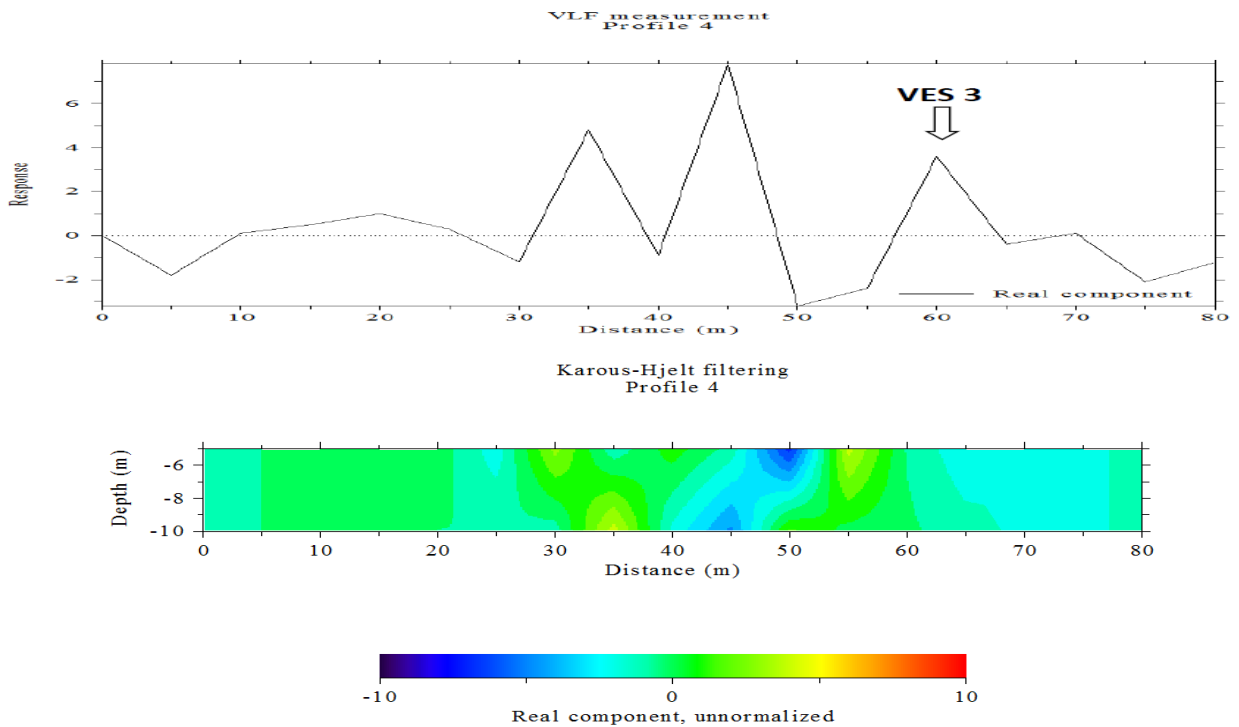 VLF measurement
Profile 4
Response
6
4
2
0
-2
VES 3
Real component
0 10 20 30 40 50 60 70 80
Distance (m)
Karous-Hjelt filtering
Profile 4
Depth (m)
-6
-8
-10
0 10 20 30 40 50 60 70 80
Distance (m)
-10 0 10
Real component, unnormalized